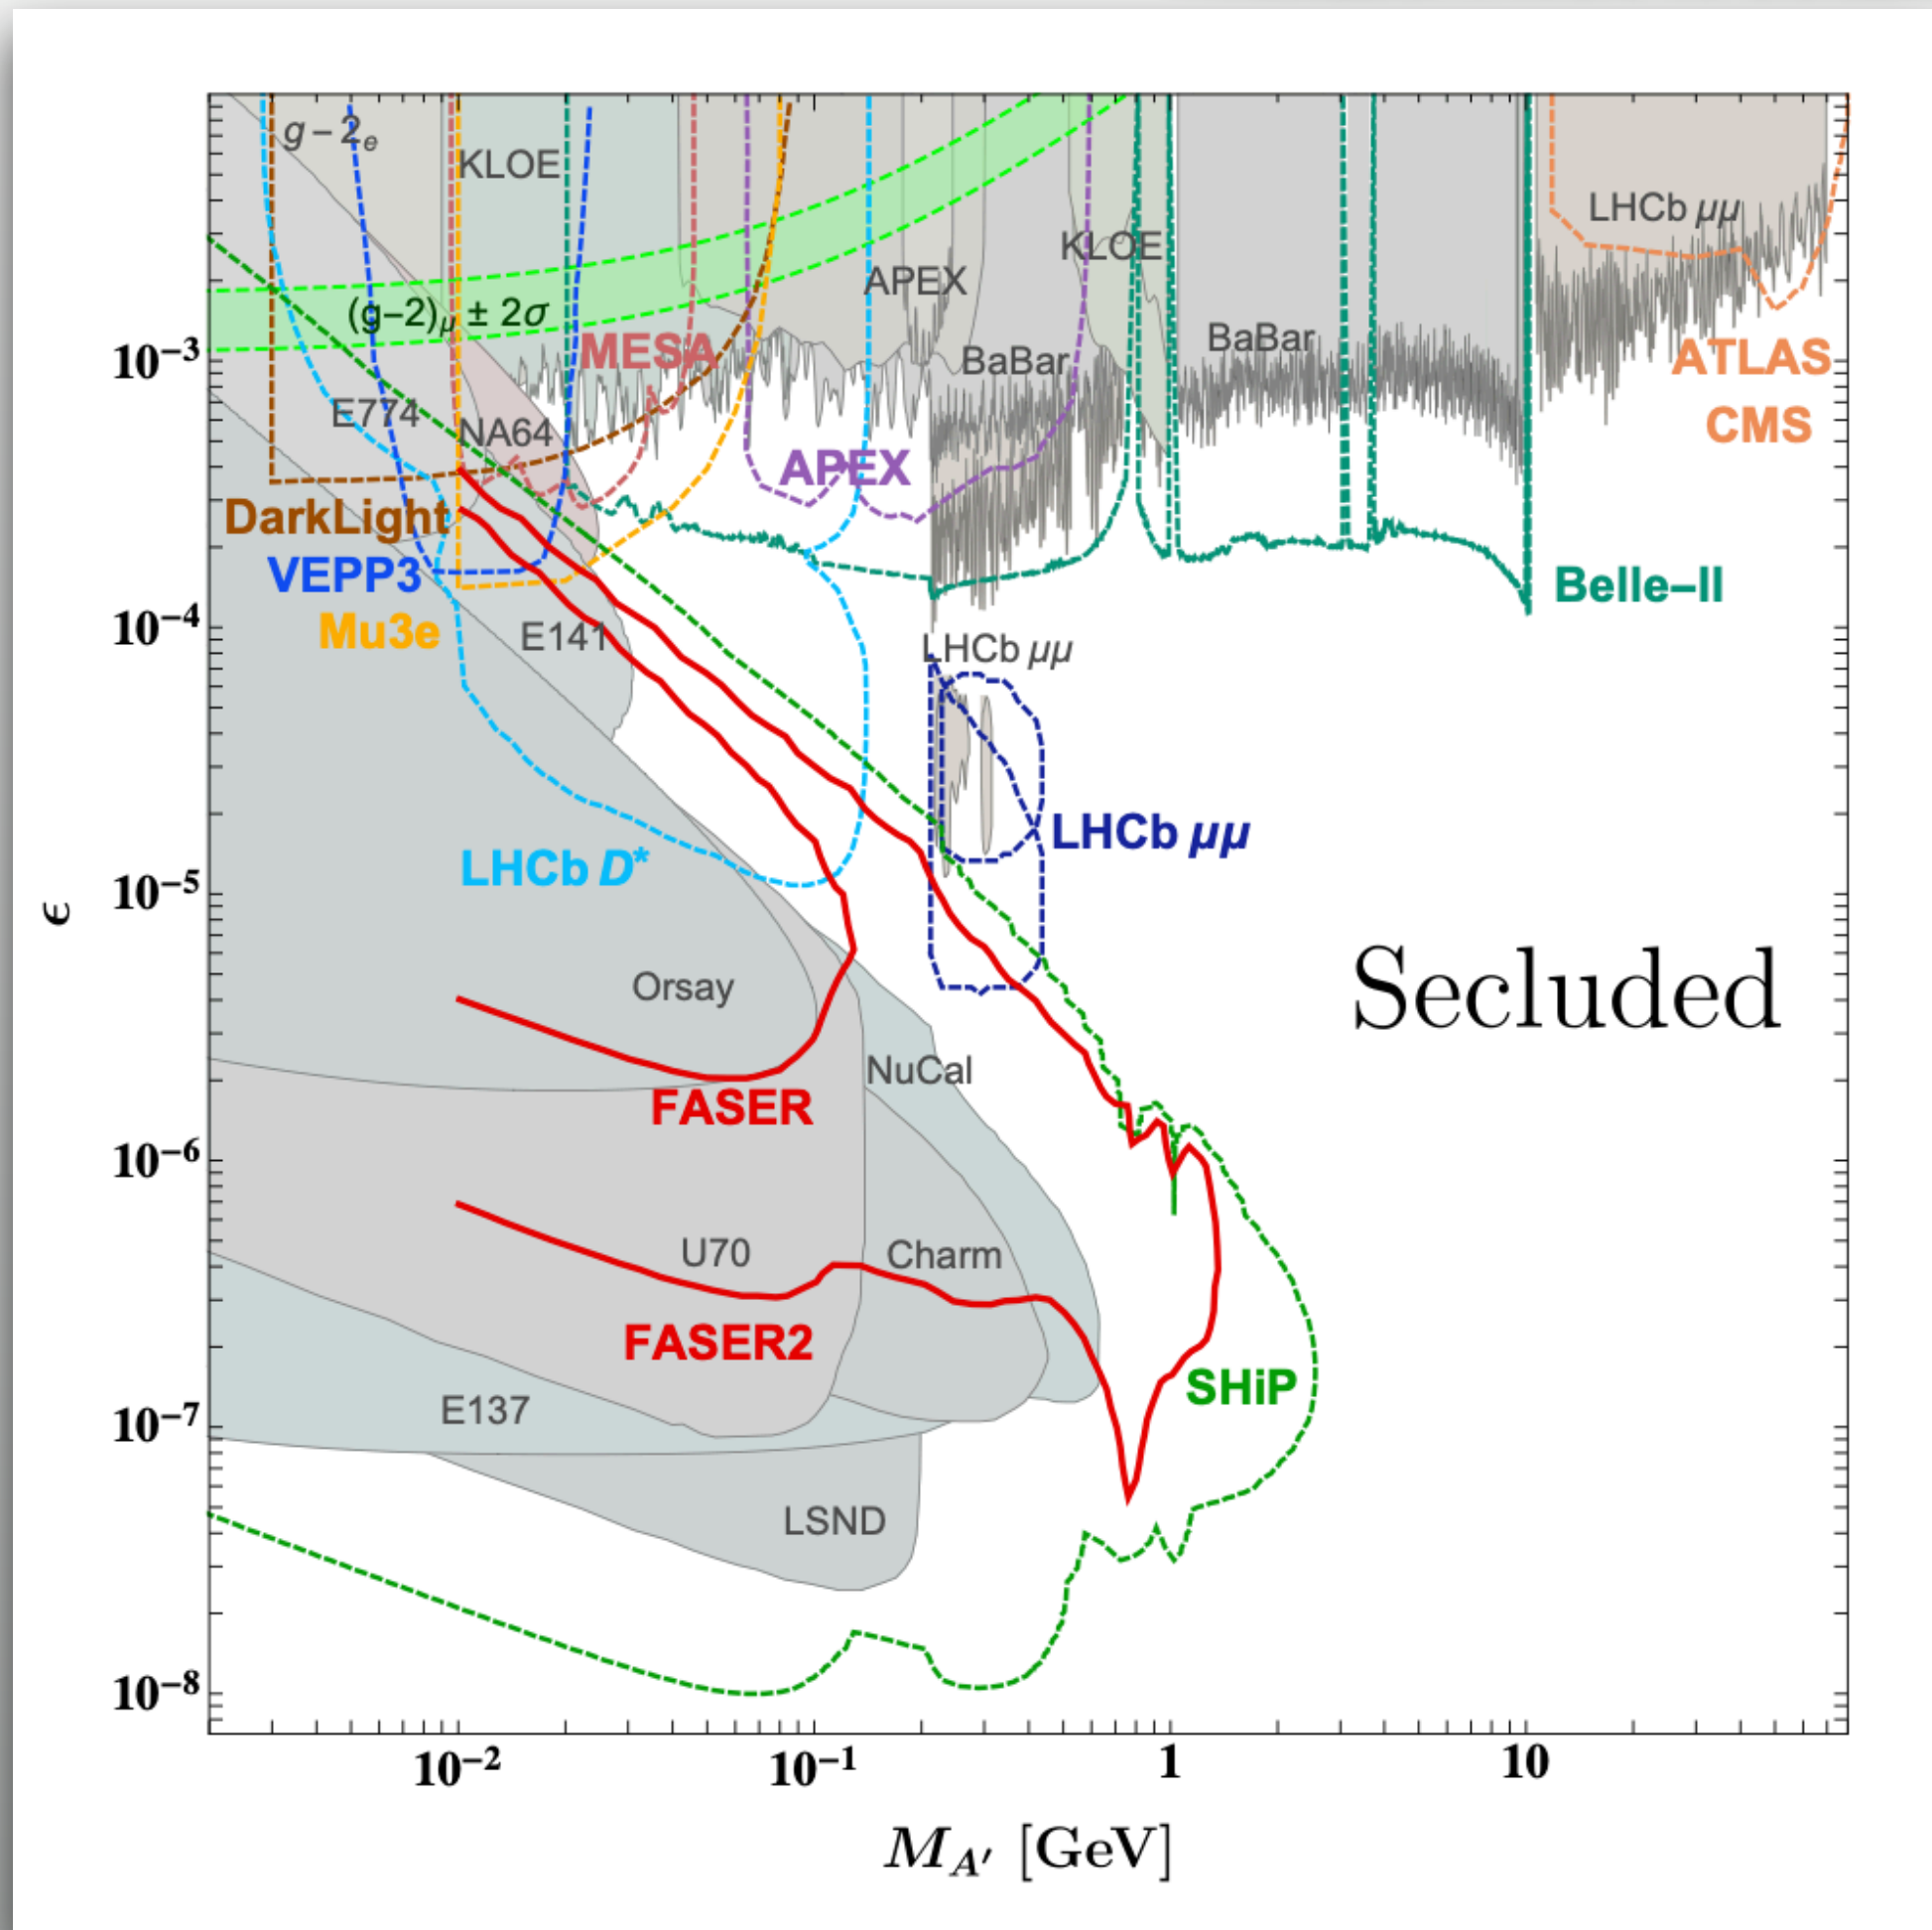 g−2ₑ
KLOE
LHCb μμ
KLOE
APEX
(g−2)μ ± 2σ
BaBar
MESA
BaBar
ATLAS
10⁻³
E774
NA64
CMS
APEX
DarkLight
VEPP3
Belle−II
Mu3e
10⁻⁴
E141
LHCb μμ
LHCb μμ
LHCb D*
10⁻⁵
ϵ
Orsay
Secluded
NuCal
FASER
10⁻⁶
U70
Charm
FASER2
SHiP
E137
10⁻⁷
LSND
10⁻⁸
10⁻² 10⁻¹ 1 10
M_A′ [GeV]